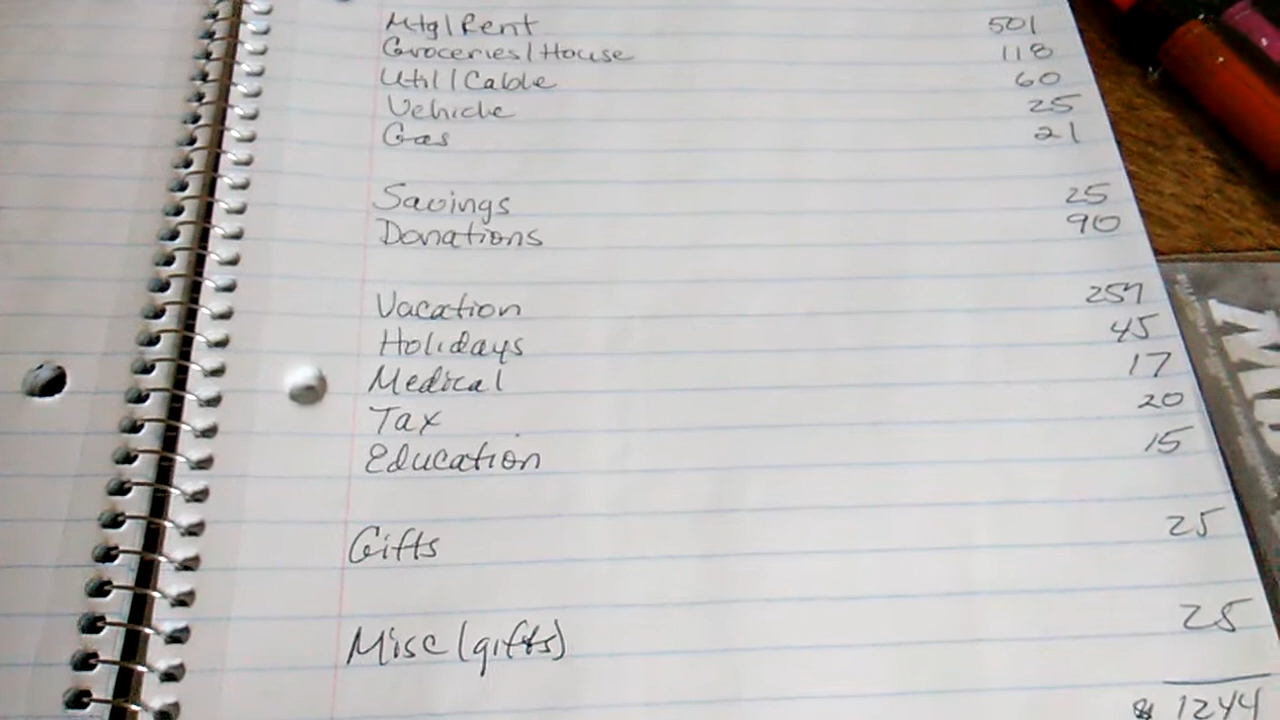 Mtg/Rent 501
Groceries/House 118
Util/Cable 60
Vehicle 25
Gas 21
Savings 25
Donations 90
Vacation 257
Holidays 45
Medical 17
Tax 20
Education 15
Gifts 25
Misc (gifts) 25
$ 1244